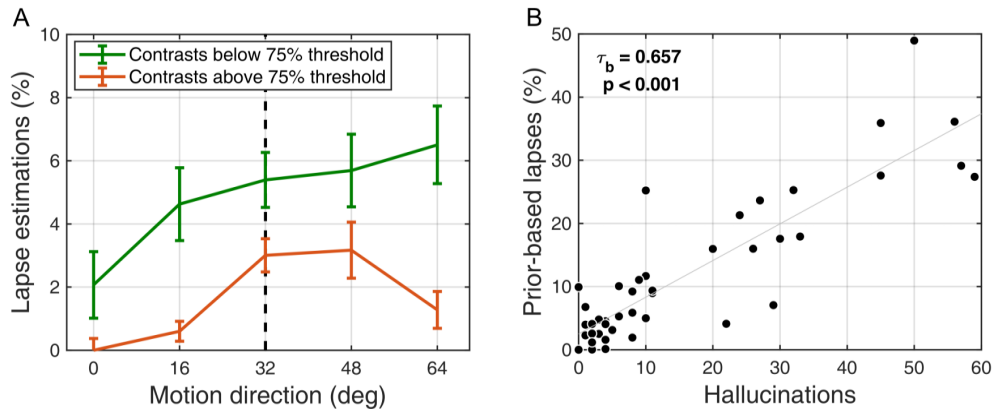 A
Lapse estimations (%)
10
8
6
4
2
0
Contrasts below 75% threshold
Contrasts above 75% threshold
0 16 32 48 64
Motion direction (deg)
B
Prior-based lapses (%)
50
40
30
20
10
0
τb = 0.657
p < 0.001
0 10 20 30 40 50 60
Hallucinations